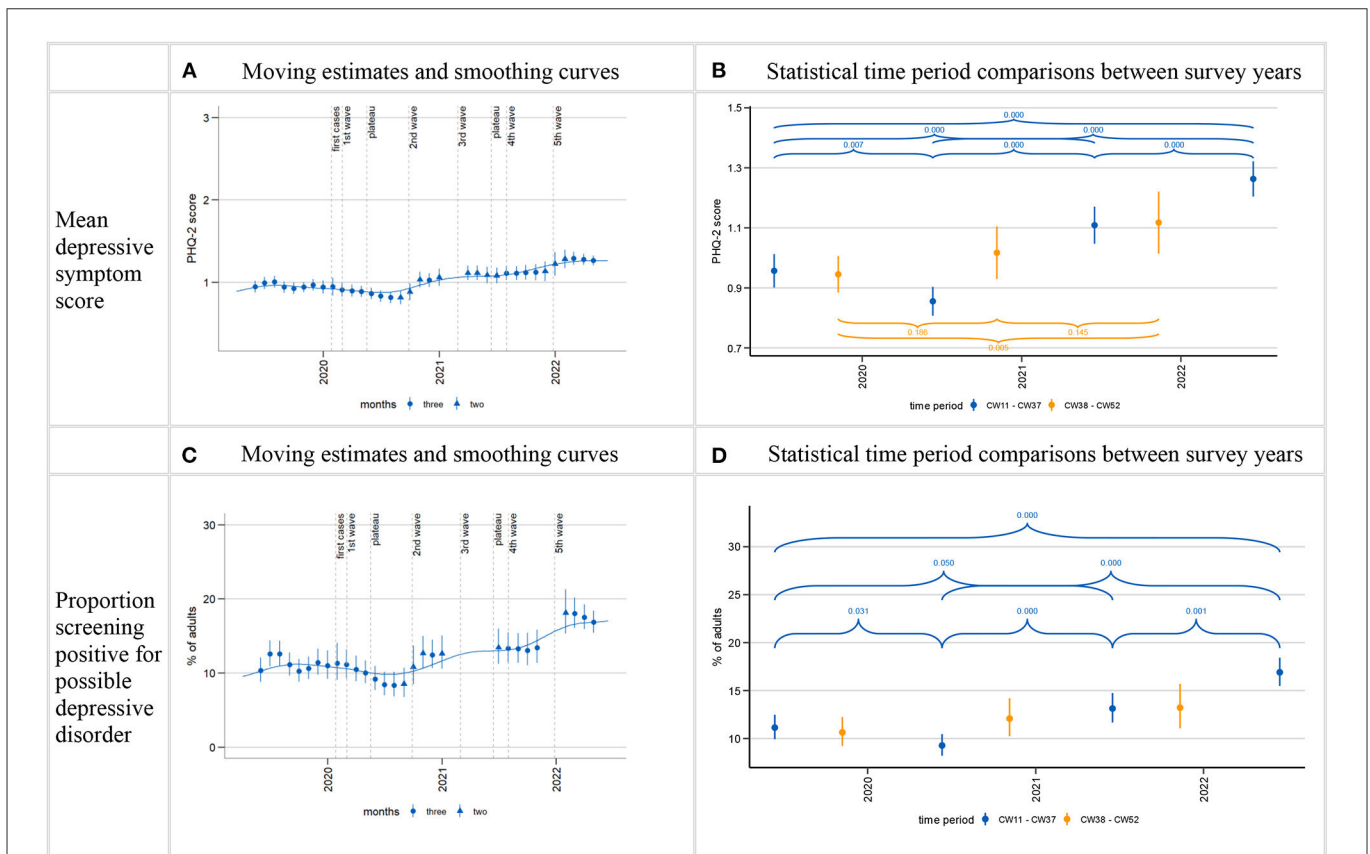 A Moving estimates and smoothing curves
B Statistical time period comparisons between survey years
Mean
depressive
symptom
score
PHQ-2 score
3
2
1
first cases
1st wave
plateau
2nd wave
3rd wave
plateau
4th wave
5th wave
2020
2021
2022
months three two
PHQ-2 score
1.5
1.3
1.1
0.9
0.7
0.000
0.000 0.000
0.007 0.000 0.000
0.186 0.145
0.005
2020
2021
2022
time period CW11 - CW37 CW38 - CW52
C Moving estimates and smoothing curves
D Statistical time period comparisons between survey years
Proportion
screening
positive for
possible
depressive
disorder
% of adults
30
20
10
0
first cases
1st wave
plateau
2nd wave
3rd wave
plateau
4th wave
5th wave
2020
2021
2022
months three two
% of adults
30
25
20
15
10
0.000
0.050 0.000
0.031 0.000 0.001
2020
2021
2022
time period CW11 - CW37 CW38 - CW52